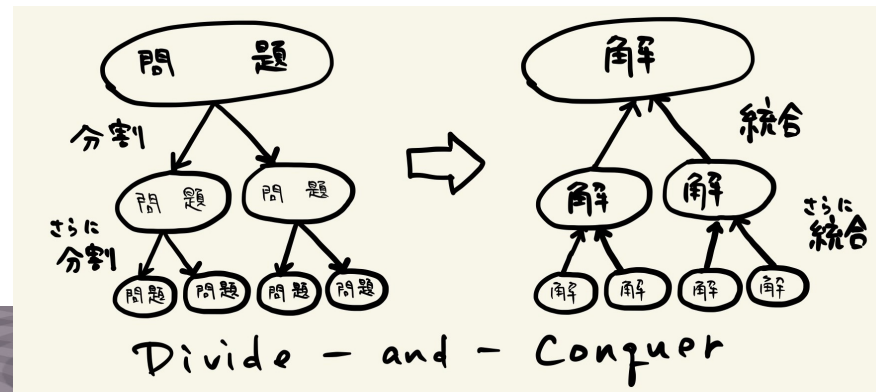 問 題
分割
問 題
問 題
さらに
分割
問題
問題
問題
問題
解
統合
解
解
さらに
統合
解
解
解
解
Divide - and - Conquer